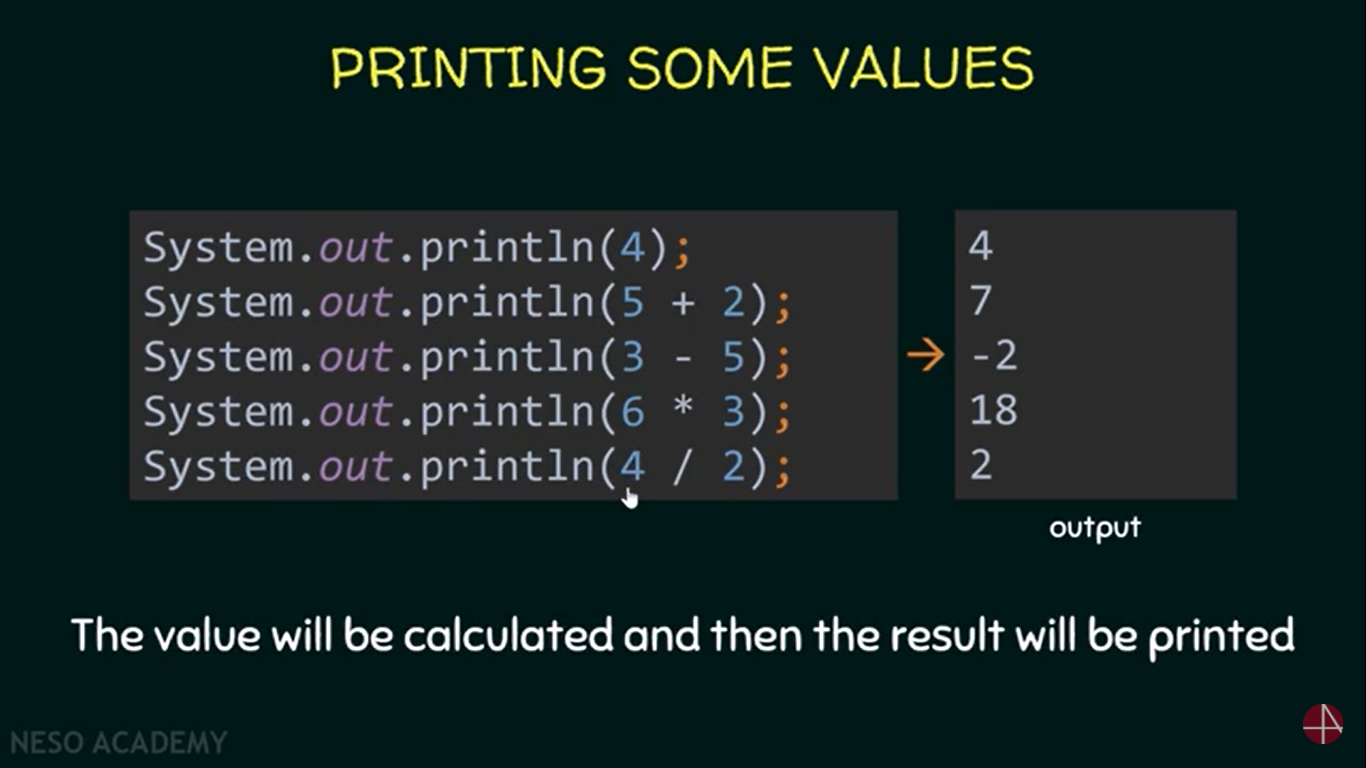 PRINTING SOME VALUES
System.out.println(4);
System.out.println(5 + 2);
System.out.println(3 - 5);
System.out.println(6 * 3);
System.out.println(4 / 2);
→
4
7
-2
18
2
output
The value will be calculated and then the result will be printed
NESO ACADEMY